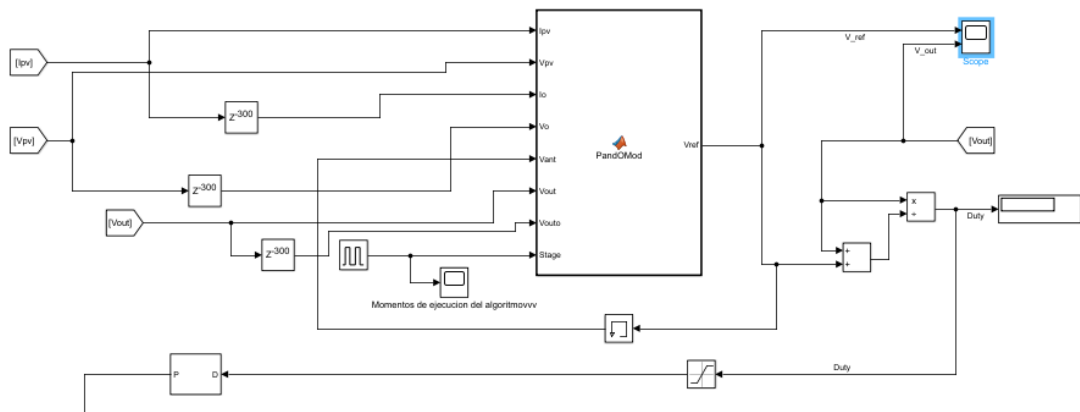 Ipv
V_ref
[Ipv]
Vpv
V_out
Scope
Io
Z-300
Vo
[Vpv]
PandOMod
Vref
[Vout]
Vant
Z-300
Vout
x
÷
Duty
[Vout]
Vouto
Z-300
Stage
+
+
Momentos de ejecucion del algoritmovvv
P
D
Duty